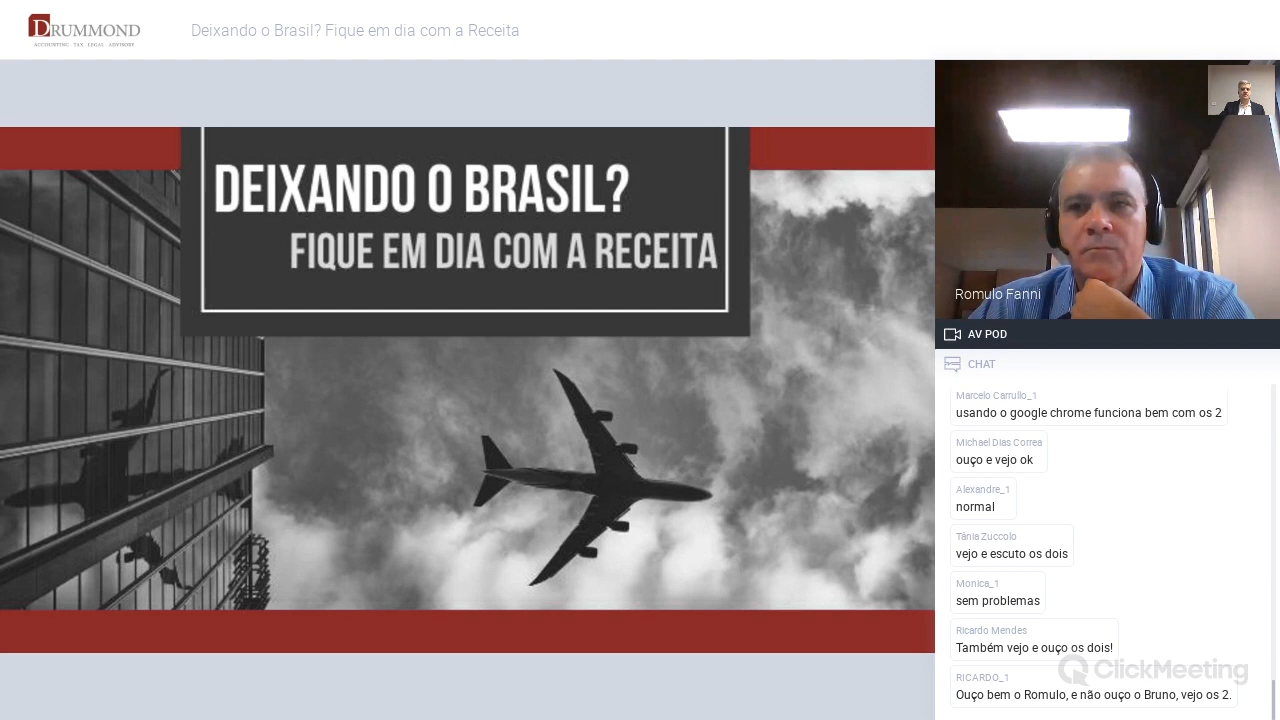 DRUMMOND
ACCOUNTING TAX LEGAL ADVISORY
Deixando o Brasil? Fique em dia com a Receita
DEIXANDO O BRASIL?
FIQUE EM DIA COM A RECEITA
Romulo Fanni
AV POD
CHAT
Marcelo Carrullo_1
usando o google chrome funciona bem com os 2
Michael Dias Correa
ouço e vejo ok
Alexandre_1
normal
Tânia Zuccolo
vejo e escuto os dois
Monica_1
sem problemas
Ricardo Mendes
Também vejo e ouço os dois!
ClickMeeting
RICARDO_1
Ouço bem o Romulo, e não ouço o Bruno, vejo os 2.